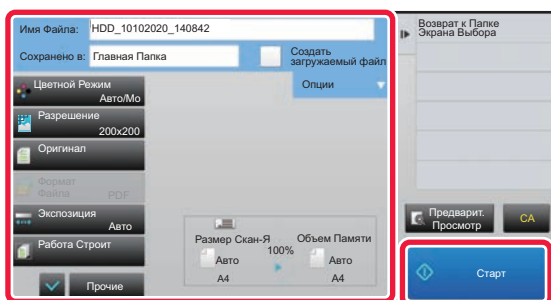 Имя Файла:
HDD_10102020_140842
Сохранено в:
Главная Папка
Создать
загружаемый файл
Опции
Цветной Режим
Авто/Мо
Разрешение
200x200
Оригинал
Формат
Файла
PDF
Экспозиция
Авто
Работа Строит
Прочие
Размер Скан-Я
100%
Объем Памяти
Авто
Авто
A4
A4
Возврат к Папке
Экрана Выбора
Предварит.
Просмотр
CA
Старт